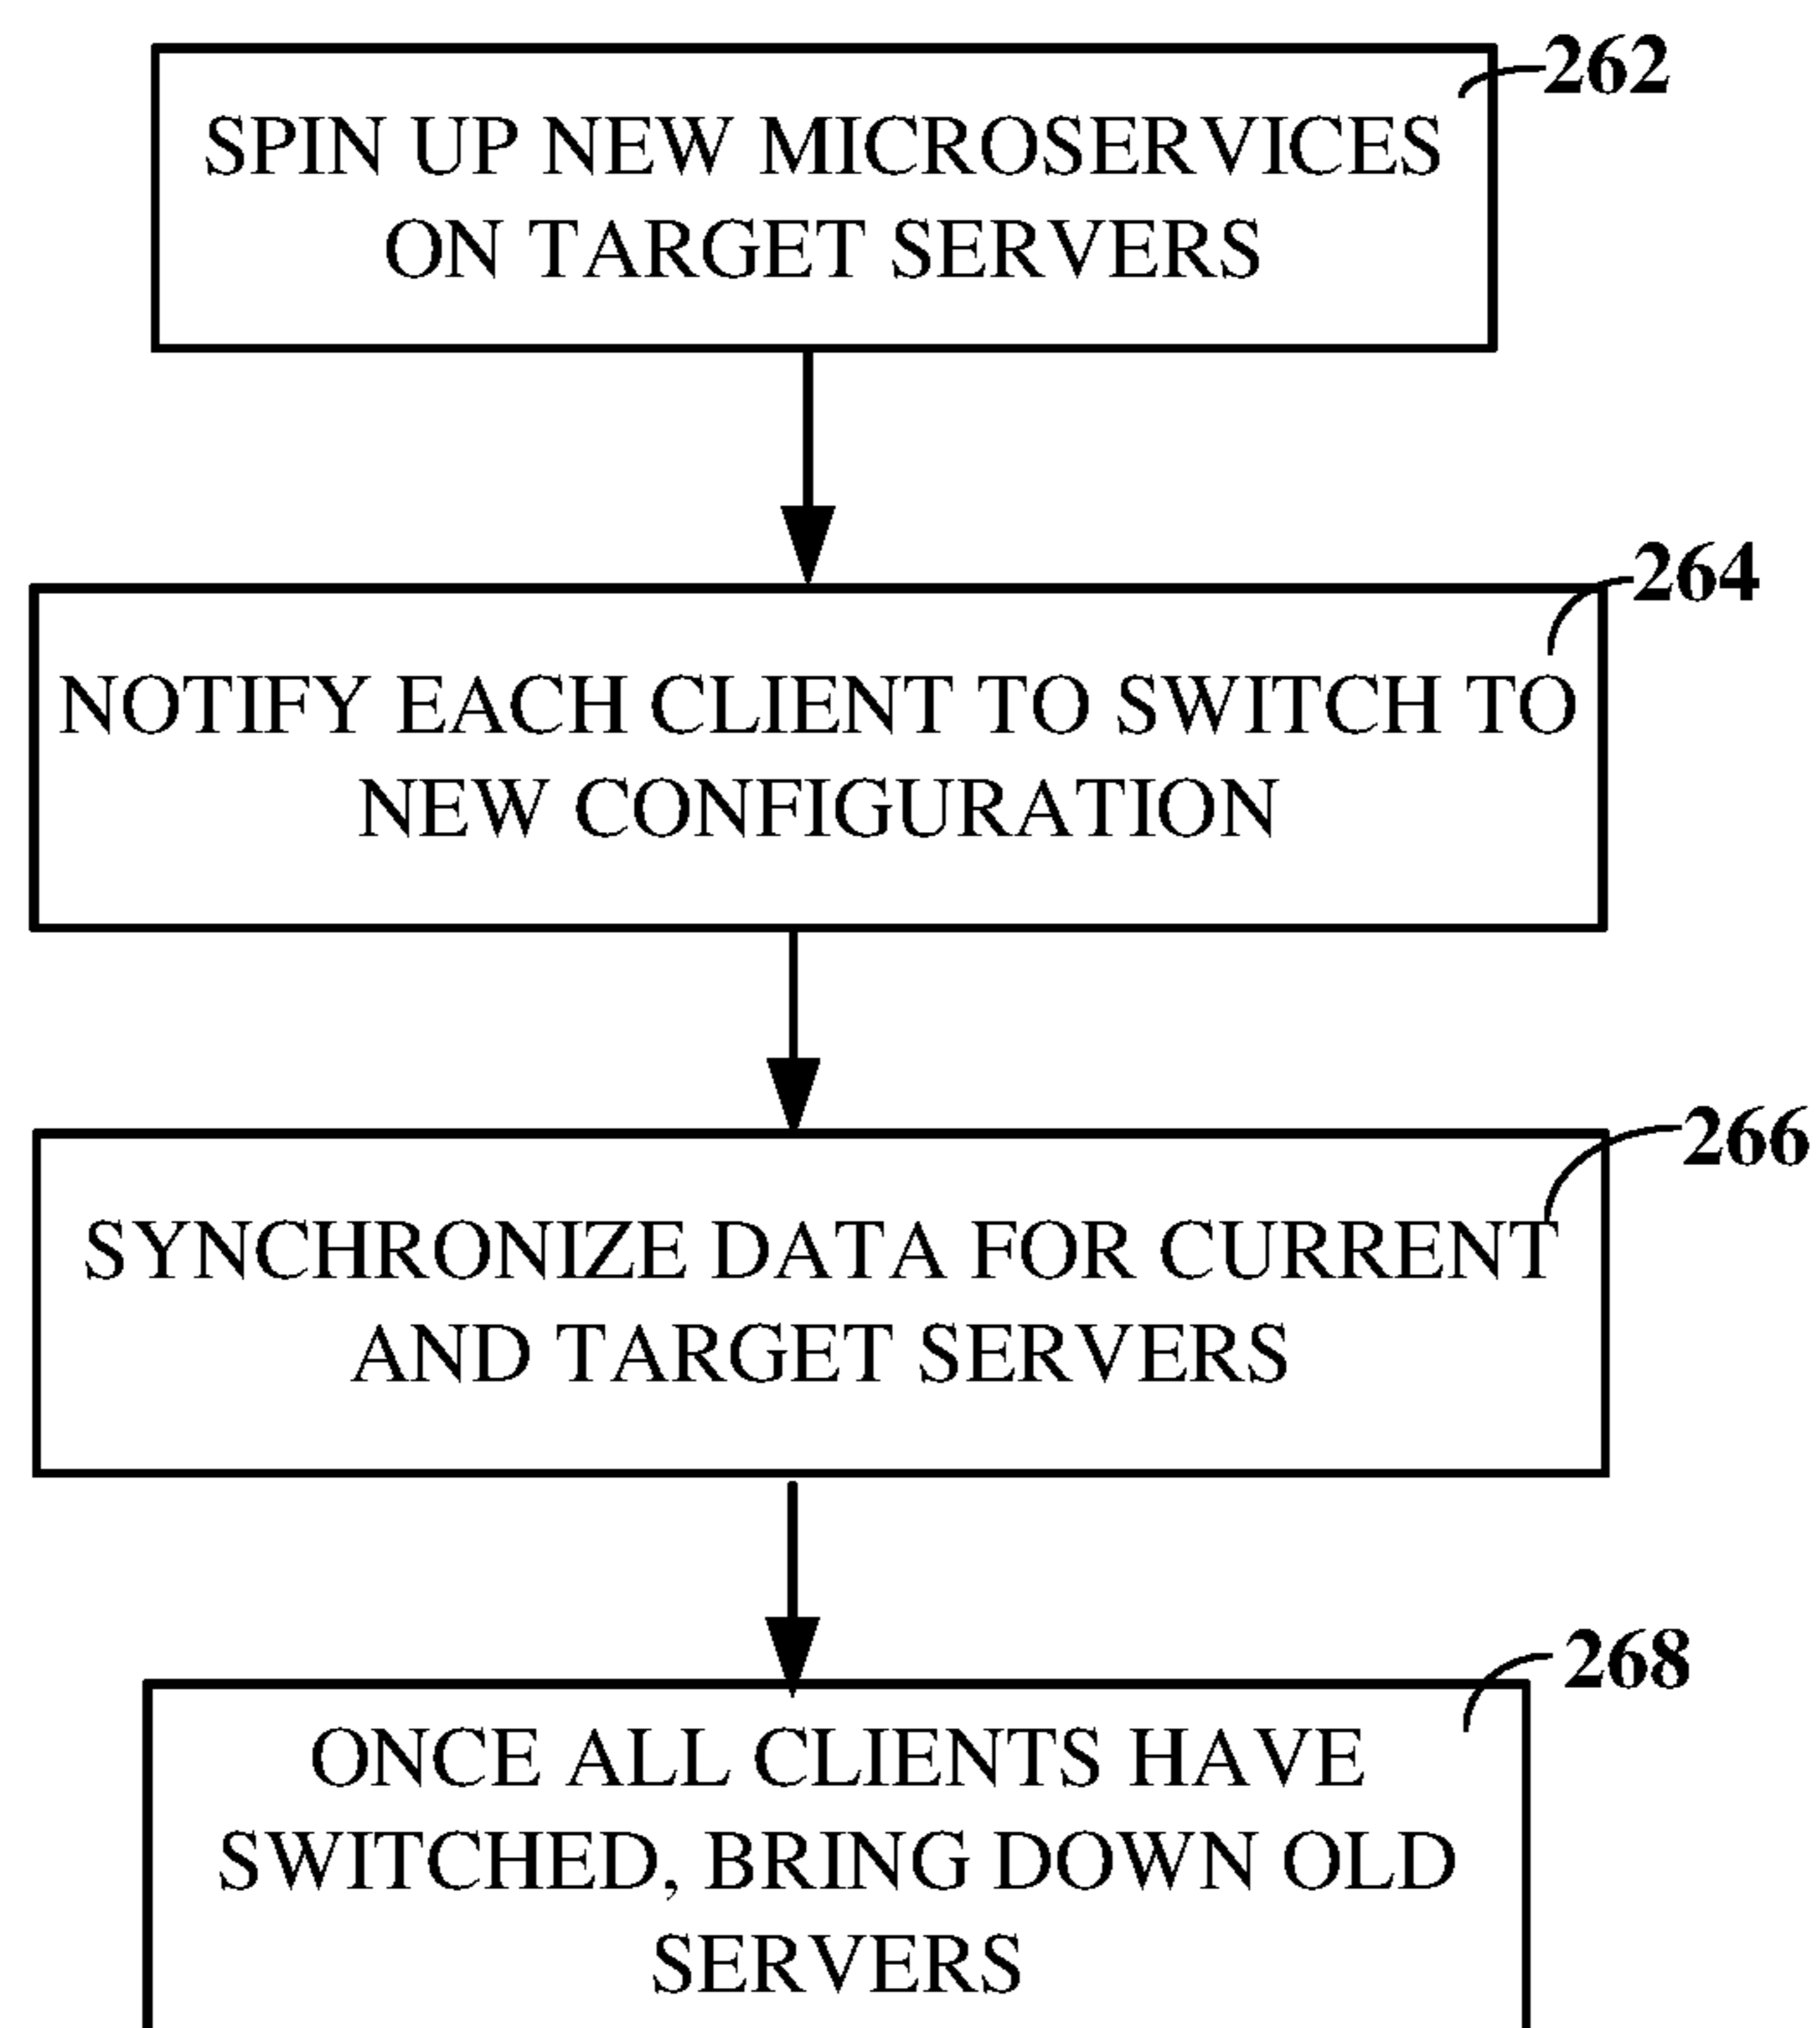 262
SPIN UP NEW MICROSERVICES
ON TARGET SERVERS
264
NOTIFY EACH CLIENT TO SWITCH TO
NEW CONFIGURATION
266
SYNCHRONIZE DATA FOR CURRENT
AND TARGET SERVERS
268
ONCE ALL CLIENTS HAVE
SWITCHED, BRING DOWN OLD
SERVERS